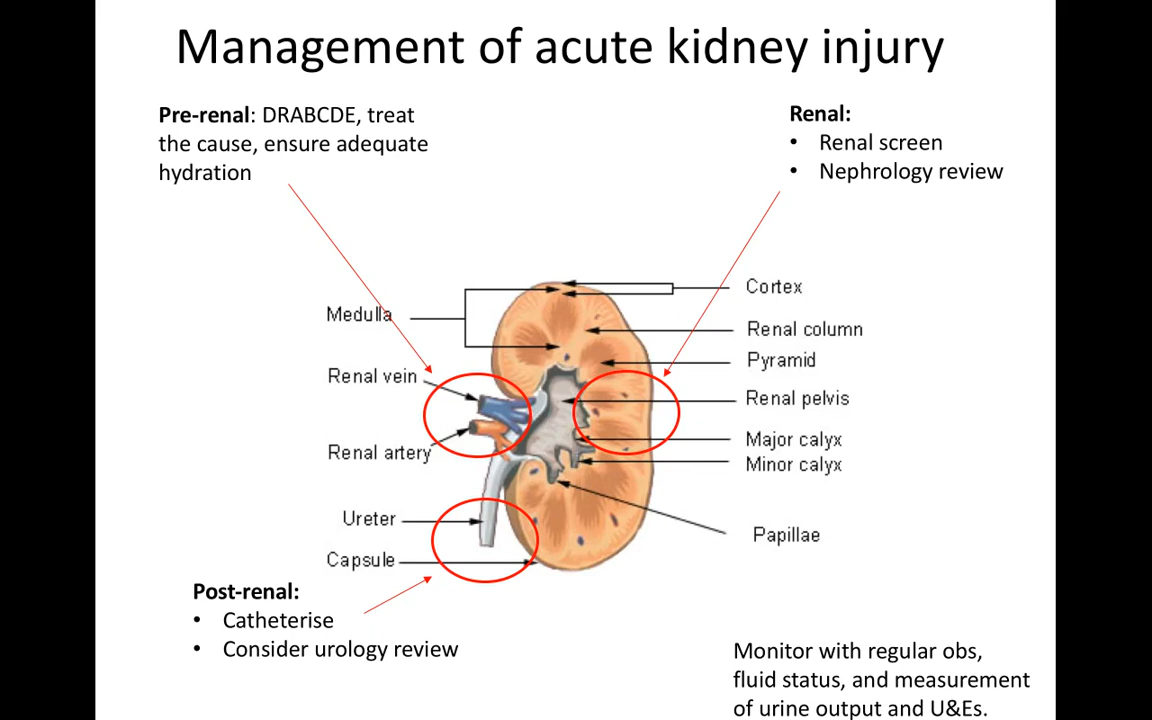 Management of acute kidney injury
Pre-renal: DRABCDE, treat
the cause, ensure adequate
hydration
Renal:
• Renal screen
• Nephrology review
Medulla
Renal vein
Renal artery
Ureter
Capsule
Cortex
Renal column
Pyramid
Renal pelvis
Major calyx
Minor calyx
Papillae
Post-renal:
• Catheterise
• Consider urology review
Monitor with regular obs,
fluid status, and measurement
of urine output and U&Es.